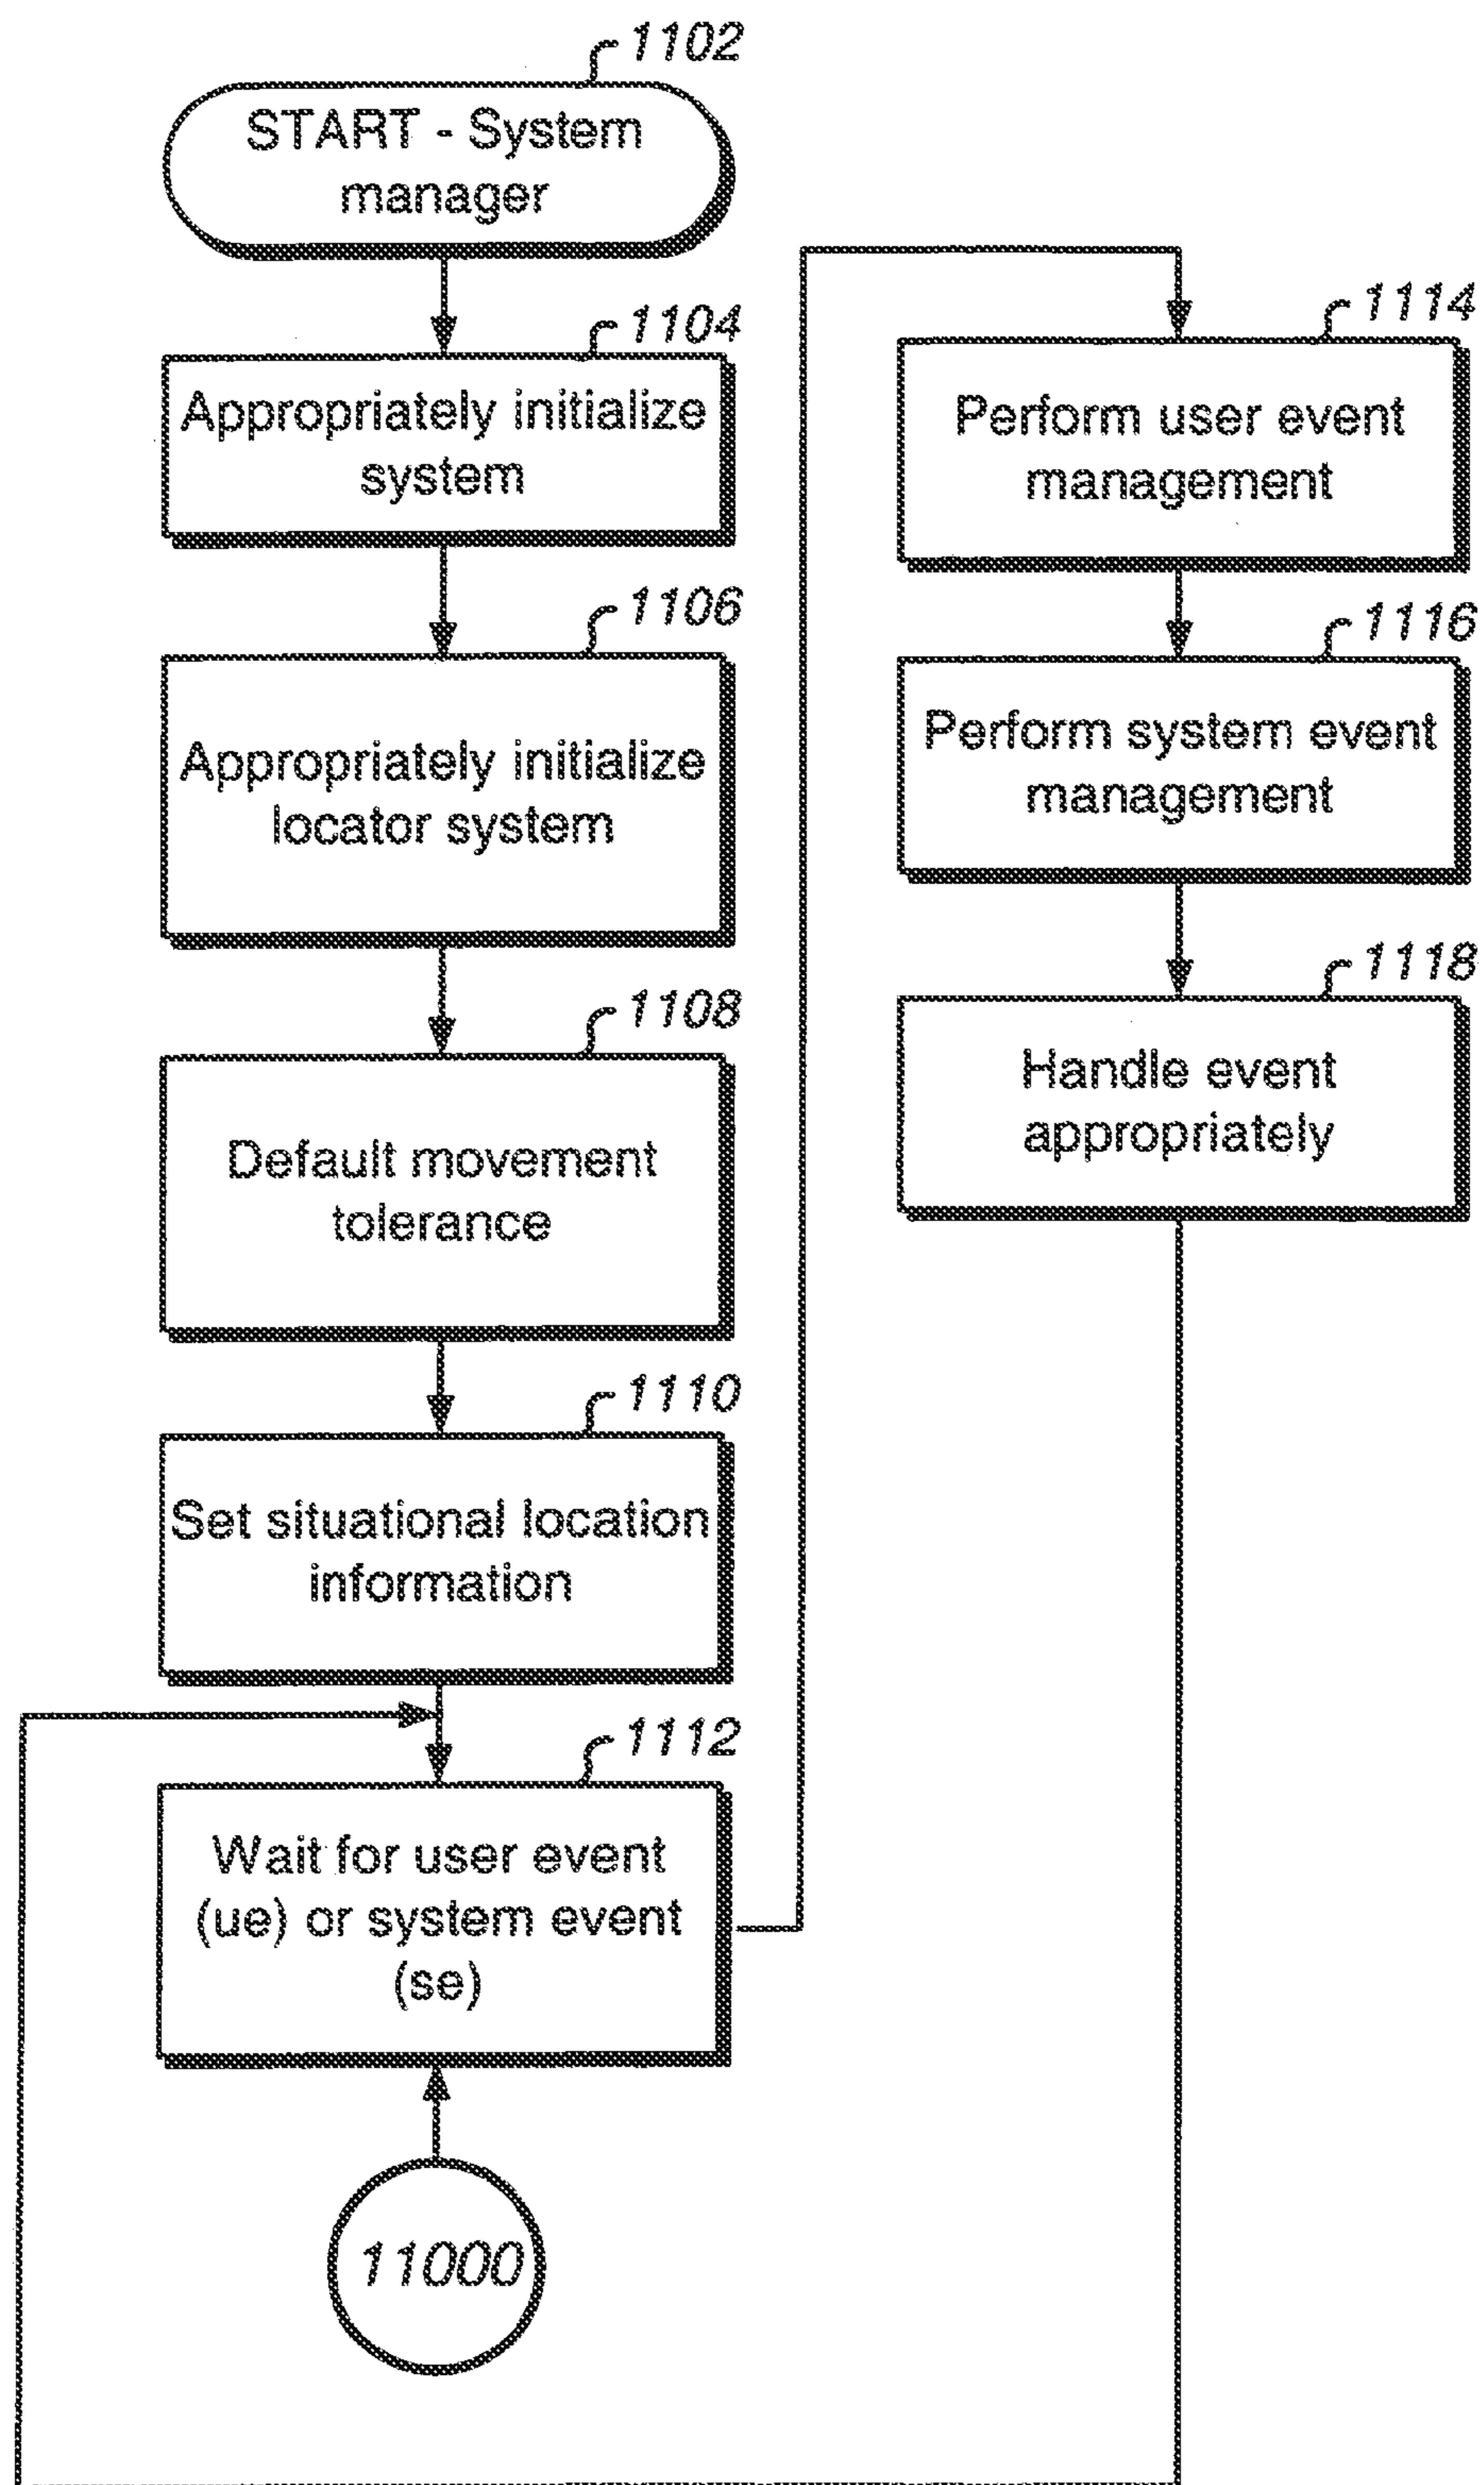 1102
START - System
manager
1104
Appropriately initialize
system
1106
Appropriately initialize
locator system
1108
Default movement
tolerance
1110
Set situational location
information
1112
Wait for user event
(ue) or system event
(se)
11000
1114
Perform user event
management
1116
Perform system event
management
1118
Handle event
appropriately